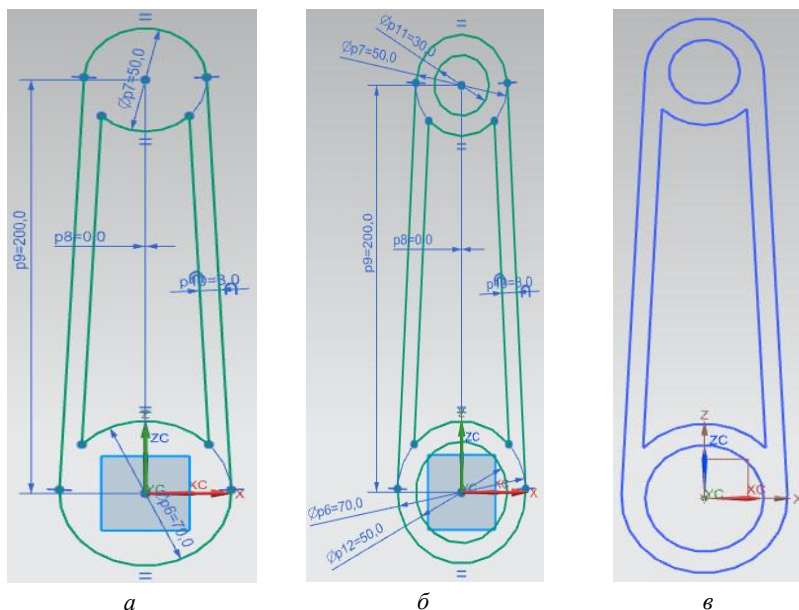 Øp7=50,0
p9=200,0
p8=0,0
Z
ZC
YC
XC
X
Øp6=70,0
а
Øp11=30,0
Øp7=50,0
p9=200,0
p8=0,0
Z
ZC
YC
XC
X
Øp6=70,0
Øp12=50,0
б
Z
ZC
YC
XC
X
в